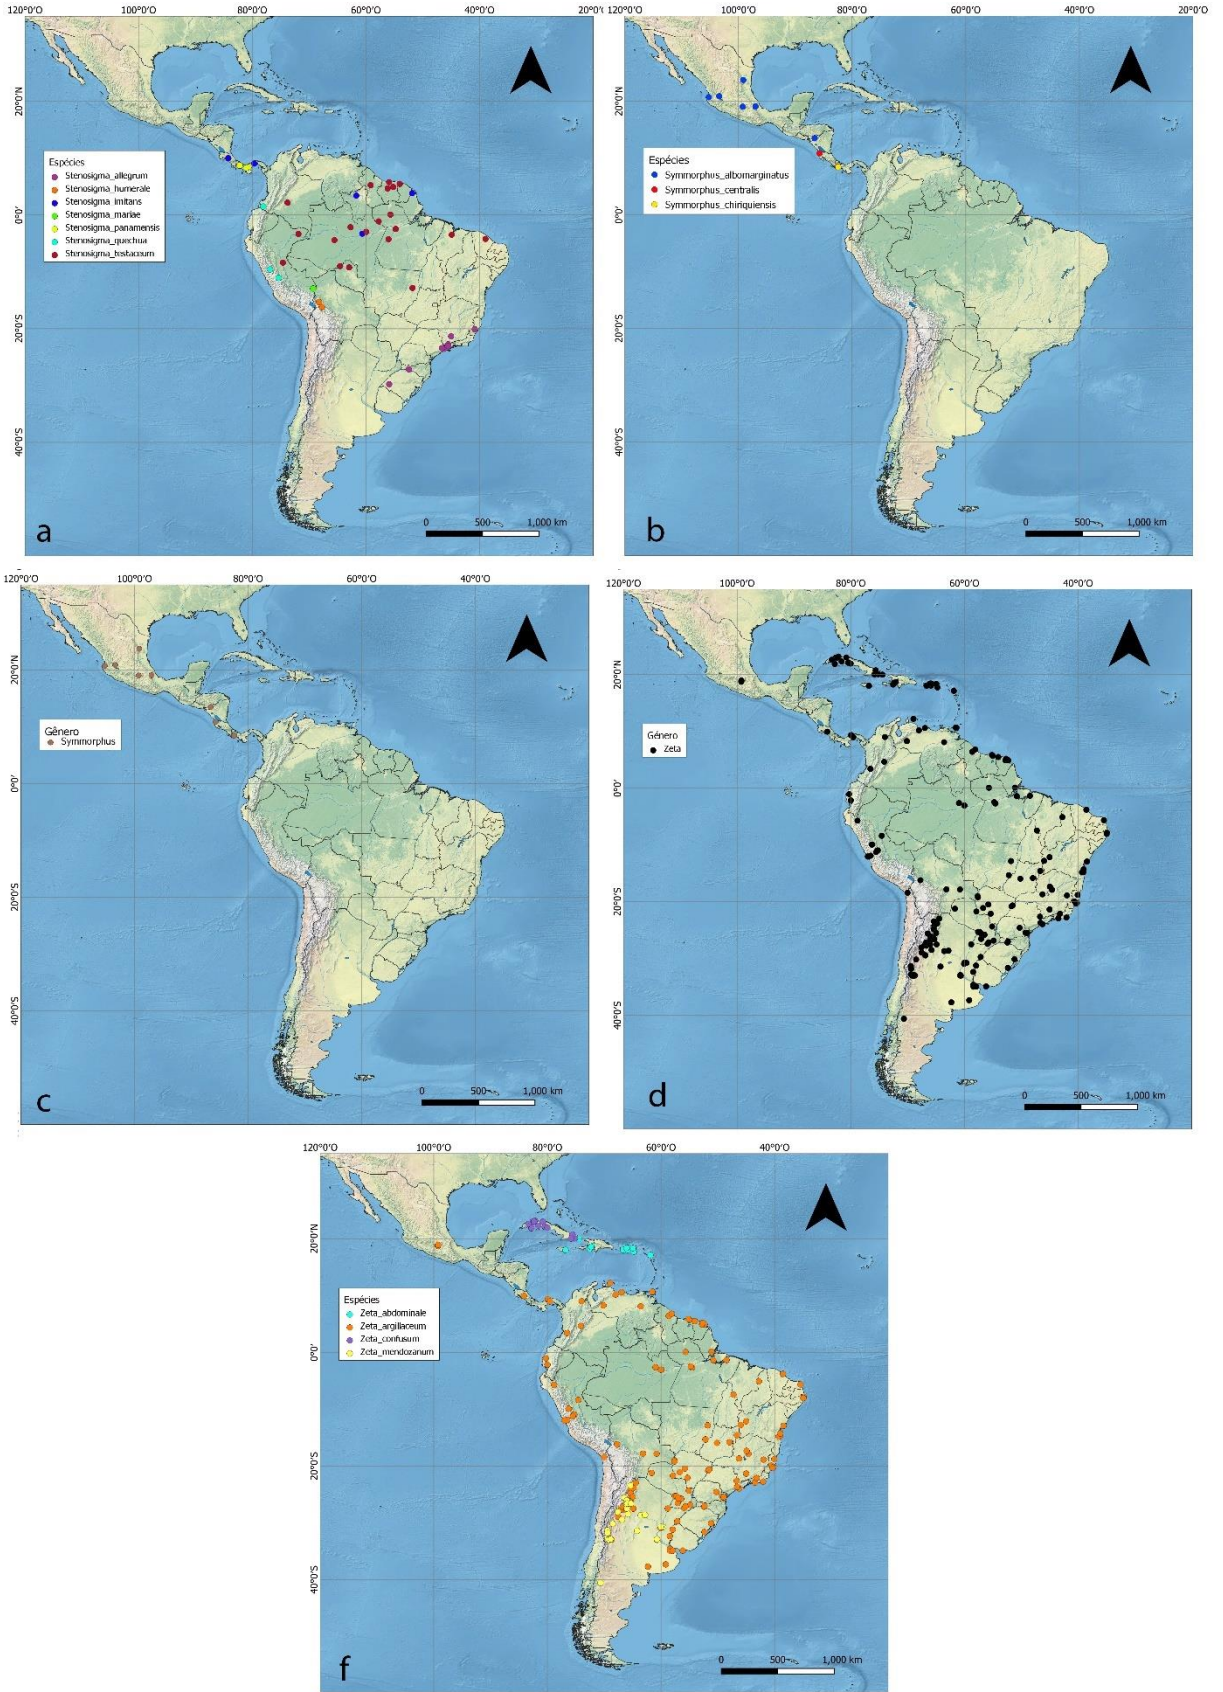 120°0'O 100°0'O 80°0'O 60°0'O 40°0'O 20°0'
20°0'N
0°0'
20°0'S
40°0'S
Espécies
Stenosigma_allegrum
Stenosigma_humerale
Stenosigma_imitans
Stenosigma_mariae
Stenosigma_panamensis
Stenosigma_quechua
Stenosigma_testaceum
0 500 1,000 km
a
120°0'O 100°0'O 80°0'O 60°0'O 40°0'O 20°0'O
20°0'N
0°0'
20°0'S
40°0'S
Espécies
Symmorphus_albomarginatus
Symmorphus_centralis
Symmorphus_chiriquiensis
0 500 1,000 km
b
120°0'O 100°0'O 80°0'O 60°0'O 40°0'O
20°0'N
0°0'
20°0'S
40°0'S
Gênero
Symmorphus
0 500 1,000 km
c
120°0'O 100°0'O 80°0'O 60°0'O 40°0'O
20°0'N
0°0'
20°0'S
40°0'S
Género
Zeta
0 500 1,000 km
d
120°0'O 100°0'O 80°0'O 60°0'O 40°0'O
20°0'N
0°0'
20°0'S
40°0'S
Espécies
Zeta_abdominale
Zeta_argillaceum
Zeta_confusum
Zeta_mendozanum
0 500 1,000 km
f